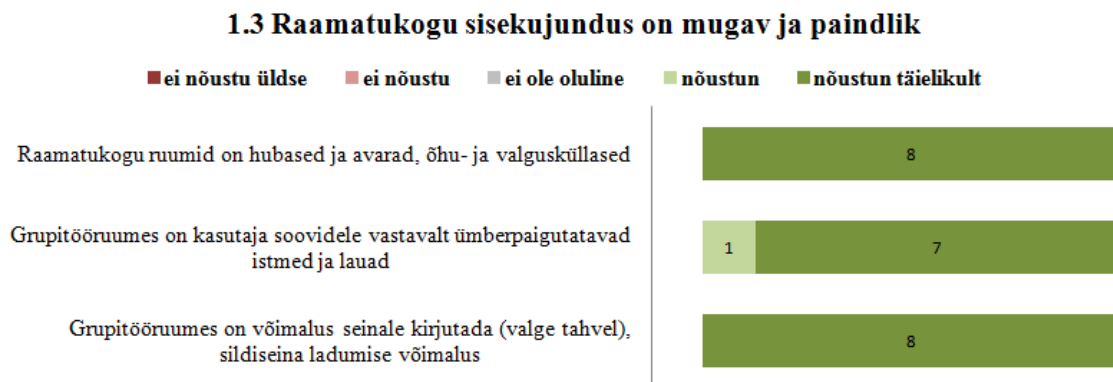 1.3 Raamatukogu sisekujundus on mugav ja paindlik
ei nõustu üldse ei nõustu ei ole oluline nõustun nõustun täielikult
Raamatukogu ruumid on hubased ja avarad, õhu- ja valgusküllased
8
Grupitööruumes on kasutaja soovidele vastavalt ümberpaigutatavad
istmed ja lauad
1 7
Grupitööruumes on võimalus seinale kirjutada (valge tahvel),
sildiseina ladumise võimalus
8